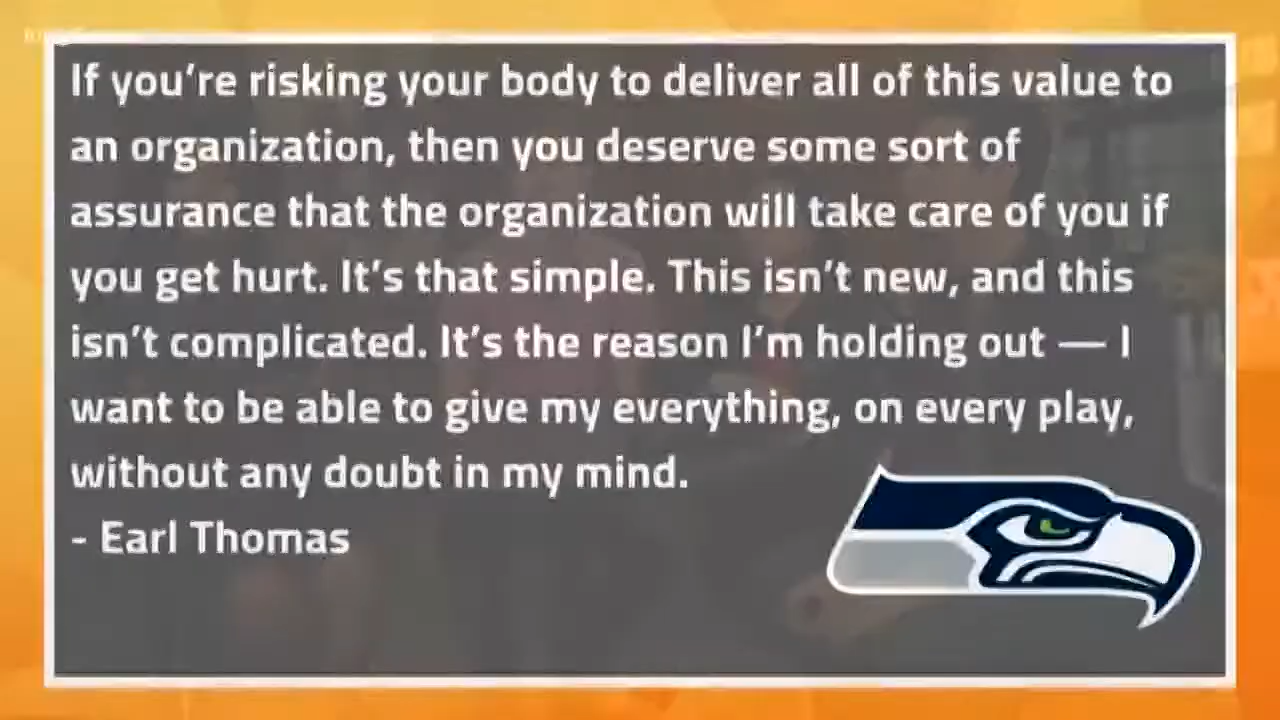 If you're risking your body to deliver all of this value to
an organization, then you deserve some sort of
assurance that the organization will take care of you if
you get hurt. It's that simple. This isn't new, and this
isn't complicated. It's the reason I'm holding out — I
want to be able to give my everything, on every play,
without any doubt in my mind.
- Earl Thomas